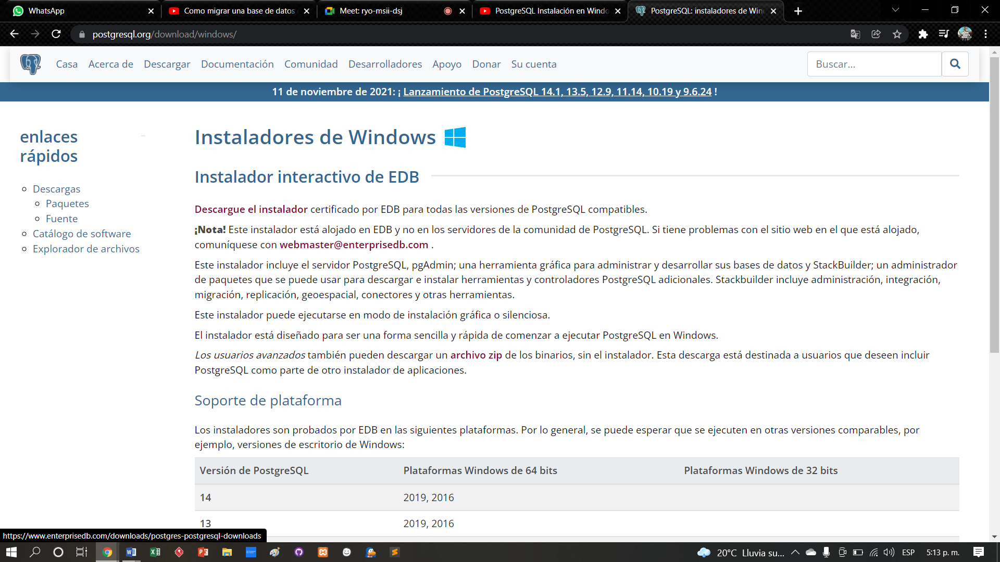 WhatsApp
Como migrar una base de datos
Meet: ryo-msii-dsj
PostgreSQL Instalación en Windo
PostgreSQL: instaladores de Win
postgresql.org/download/windows/
Casa Acerca de Descargar Documentación Comunidad Desarrolladores Apoyo Donar Su cuenta
Buscar...
11 de noviembre de 2021: ¡ Lanzamiento de PostgreSQL 14.1, 13.5, 12.9, 11.14, 10.19 y 9.6.24 !
enlaces
rápidos
Descargas
Paquetes
Fuente
Catálogo de software
Explorador de archivos
Instaladores de Windows
Instalador interactivo de EDB
Descargue el instalador certificado por EDB para todas las versiones de PostgreSQL compatibles.
¡Nota! Este instalador está alojado en EDB y no en los servidores de la comunidad de PostgreSQL. Si tiene problemas con el sitio web en el que está alojado,
comuníquese con webmaster@enterprisedb.com .
Este instalador incluye el servidor PostgreSQL, pgAdmin; una herramienta gráfica para administrar y desarrollar sus bases de datos y StackBuilder; un administrador
de paquetes que se puede usar para descargar e instalar herramientas y controladores PostgreSQL adicionales. Stackbuilder incluye administración, integración,
migración, replicación, geoespacial, conectores y otras herramientas.
Este instalador puede ejecutarse en modo de instalación gráfica o silenciosa.
El instalador está diseñado para ser una forma sencilla y rápida de comenzar a ejecutar PostgreSQL en Windows.
Los usuarios avanzados también pueden descargar un archivo zip de los binarios, sin el instalador. Esta descarga está destinada a usuarios que deseen incluir
PostgreSQL como parte de otro instalador de aplicaciones.
Soporte de plataforma
Los instaladores son probados por EDB en las siguientes plataformas. Por lo general, se puede esperar que se ejecuten en otras versiones comparables, por
ejemplo, versiones de escritorio de Windows:
Versión de PostgreSQL Plataformas Windows de 64 bits Plataformas Windows de 32 bits
14 2019, 2016
13 2019, 2016
https://www.enterprisedb.com/downloads/postgres-postgresql-downloads
20°C Lluvia su... ESP 5:13 p. m.